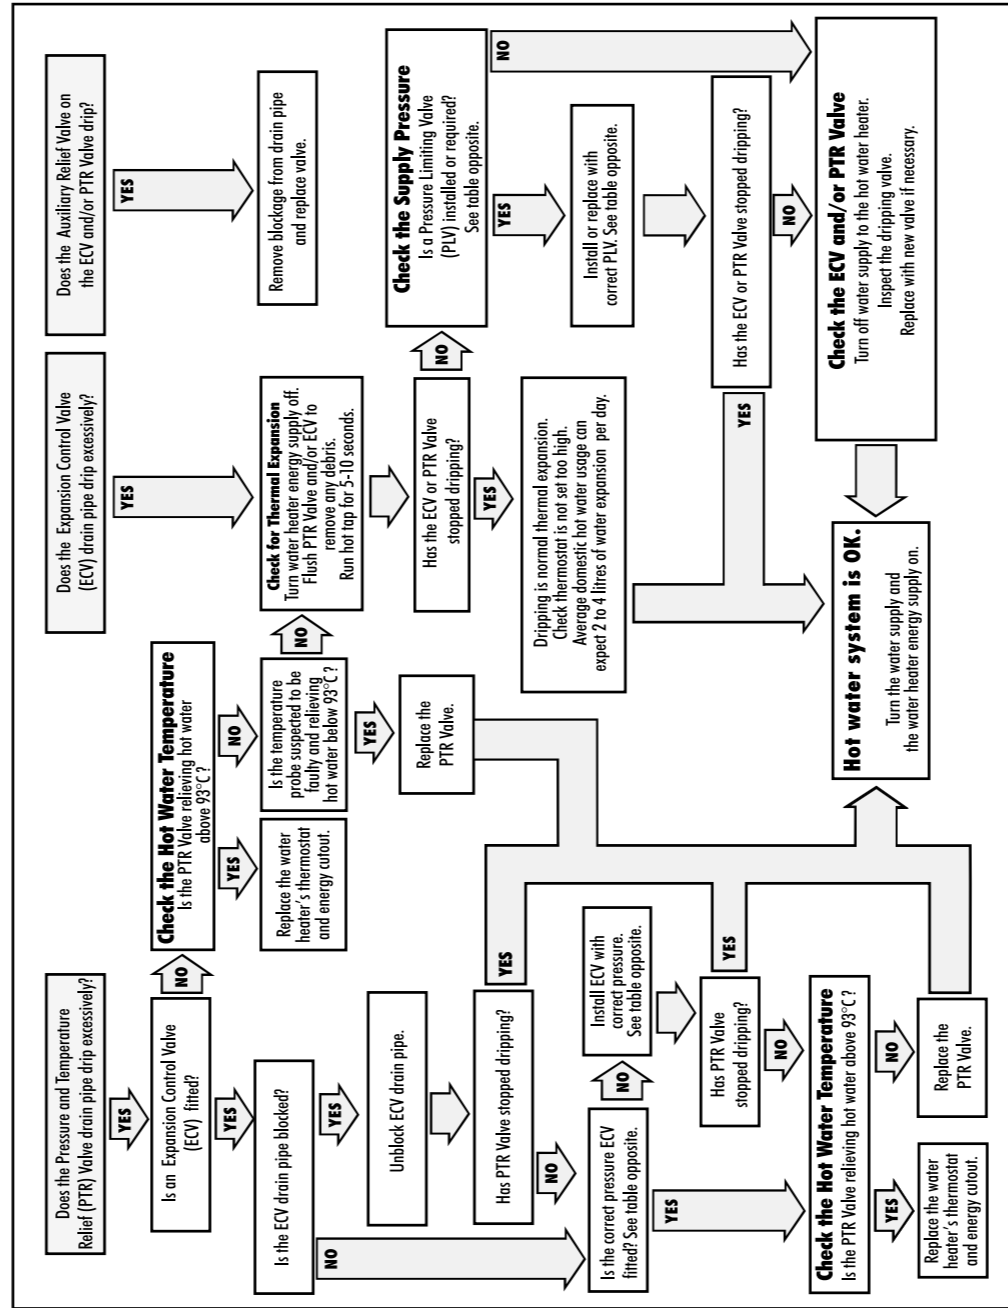 Does the Pressure and Temperature
Relief (PTR) Valve drain pipe drip excessively?
YES
Is an Expansion Control Valve
(ECV) fitted?
NO
YES
Is the ECV drain pipe blocked?
NO
YES
Unblock ECV drain pipe.
Has PTR Valve stopped dripping?
YES
NO
Is the correct pressure ECV
fitted? See table opposite.
NO
Install ECV with
correct pressure.
See table opposite.
Has PTR Valve
stopped dripping?
YES
NO
YES
Check the Hot Water Temperature
Is the PTR Valve relieving hot water above 93°C?
YES
Replace the water
heater's thermostat
and energy cutout.
NO
Replace the
PTR Valve.
Check the Hot Water Temperature
Is the PTR Valve relieving hot water
above 93°C?
YES
Replace the water
heater's thermostat
and energy cutout.
NO
Is the temperature
probe suspected to be
faulty and relieving
hot water below 93°C?
NO
YES
Replace the
PTR Valve.
Does the Expansion Control Valve
(ECV) drain pipe drip excessively?
YES
Check for Thermal Expansion
Turn water heater energy supply off.
Flush PTR Valve and/or ECV to
remove any debris.
Run hot tap for 5-10 seconds.
Has the ECV or PTR Valve
stopped dripping?
NO
YES
Dripping is normal thermal expansion.
Check thermostat is not set too high.
Average domestic hot water usage can
expect 2 to 4 litres of water expansion per day.
Does the Auxiliary Relief Valve on
the ECV and/or PTR Valve drip?
YES
Remove blockage from drain pipe
and replace valve.
Check the Supply Pressure
Is a Pressure Limiting Valve
(PLV) installed or required?
See table opposite.
NO
YES
Install or replace with
correct PLV. See table opposite.
Has the ECV or PTR Valve stopped dripping?
YES
NO
Check the ECV and/or PTR Valve
Turn off water supply to the hot water heater.
Inspect the dripping valve.
Replace with new valve if necessary.
Hot water system is OK.
Turn the water supply and
the water heater energy supply on.